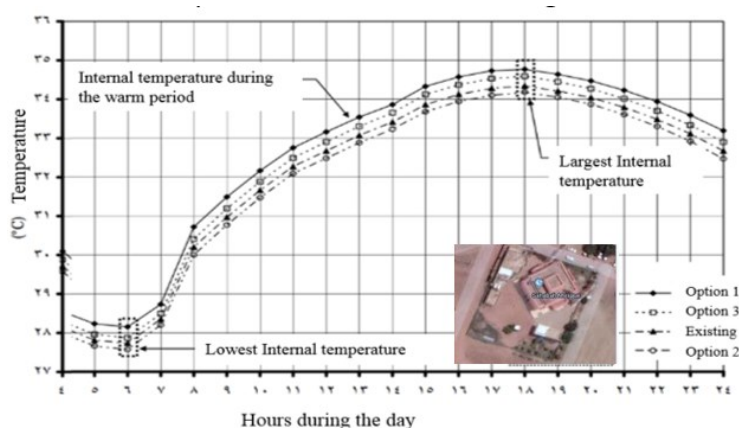 ٣٦
٣٥
Internal temperature during
the warm period
٣٤
٣٣
Largest Internal
temperature
٣٢
٣١
(°C) Temperature
٣٠
٢٩
Option 1
Option 3
٢٨
Existing
Lowest Internal temperature
Option 2
٢٧
٤ ٥ ٦ ٧ ٨ ٩ ١٠ ١١ ١٢ ١٣ ١٤ ١٥ ١٦ ١٧ ١٨ ١٩ ٢٠ ٢١ ٢٢ ٢٣ ٢٤
Hours during the day